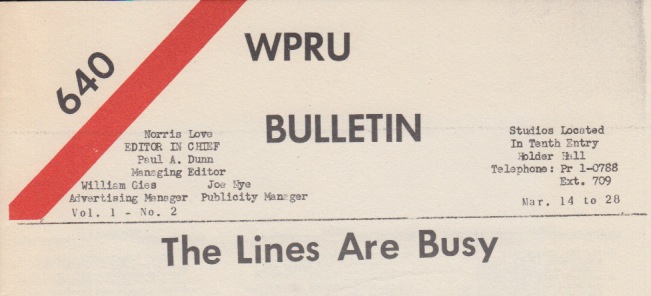 640
WPRU
BULLETIN
Norris Love
EDITOR IN CHIEF
Paul A. Dunn
Managing Editor
William Gies Joe Nye
Advertising Manager Publicity Manager
Vol. 1 - No. 2
Studios Located
In Tenth Entry
Holder Hall
Telephone: Pr 1-0788
Ext. 709
Mar. 14 to 28
The Lines Are Busy